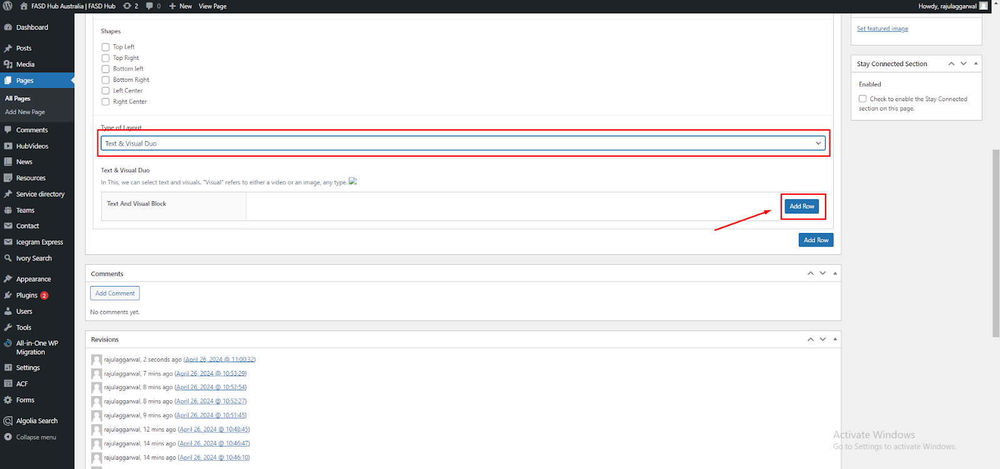 FASD Hub Australia | FASD Hub 2 0 New View Page Howdy, rajulaggarwal
Dashboard
Posts
Media
Pages
All Pages
Add New Page
Comments
HubVideos
News
Resources
Service directory
Teams
Contact
Icegram Express
Ivory Search
Appearance
Plugins 2
Users
Tools
All-in-One WP
Migration
Settings
ACF
Forms
Algolia Search
Collapse menu
Shapes
Top Left
Top Right
Bottom left
Bottom Right
Left Center
Right Center
Type of Layout
Text & Visual Duo
Text & Visual Duo
In This, we can select text and visuals. "Visual" refers to either a video or an image, any type.
Text And Visual Block
Add Row
Add Row
Comments
Add Comment
No comments yet.
Revisions
rajulaggarwal, 2 seconds ago (April 26, 2024 @ 11:00:32)
rajulaggarwal, 7 mins ago (April 26, 2024 @ 10:53:29)
rajulaggarwal, 8 mins ago (April 26, 2024 @ 10:52:54)
rajulaggarwal, 8 mins ago (April 26, 2024 @ 10:52:27)
rajulaggarwal, 9 mins ago (April 26, 2024 @ 10:51:45)
rajulaggarwal, 12 mins ago (April 26, 2024 @ 10:48:45)
rajulaggarwal, 14 mins ago (April 26, 2024 @ 10:46:47)
rajulaggarwal, 14 mins ago (April 26, 2024 @ 10:46:10)
Set featured image
Stay Connected Section
Enabled
Check to enable the Stay Connected
section on this page.
Activate Windows
Go to Settings to activate Windows.